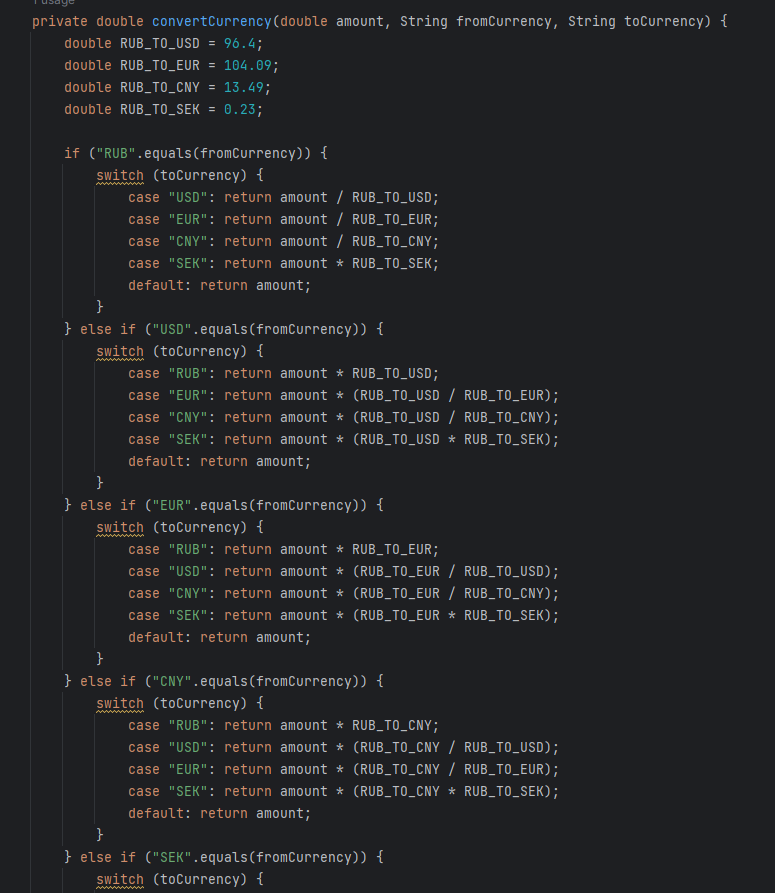 1 usage
private double convertCurrency(double amount, String fromCurrency, String toCurrency) {
    double RUB_TO_USD = 96.4;
    double RUB_TO_EUR = 104.09;
    double RUB_TO_CNY = 13.49;
    double RUB_TO_SEK = 0.23;

    if ("RUB".equals(fromCurrency)) {
        switch (toCurrency) {
            case "USD": return amount / RUB_TO_USD;
            case "EUR": return amount / RUB_TO_EUR;
            case "CNY": return amount / RUB_TO_CNY;
            case "SEK": return amount * RUB_TO_SEK;
            default: return amount;
        }
    } else if ("USD".equals(fromCurrency)) {
        switch (toCurrency) {
            case "RUB": return amount * RUB_TO_USD;
            case "EUR": return amount * (RUB_TO_USD / RUB_TO_EUR);
            case "CNY": return amount * (RUB_TO_USD / RUB_TO_CNY);
            case "SEK": return amount * (RUB_TO_USD * RUB_TO_SEK);
            default: return amount;
        }
    } else if ("EUR".equals(fromCurrency)) {
        switch (toCurrency) {
            case "RUB": return amount * RUB_TO_EUR;
            case "USD": return amount * (RUB_TO_EUR / RUB_TO_USD);
            case "CNY": return amount * (RUB_TO_EUR / RUB_TO_CNY);
            case "SEK": return amount * (RUB_TO_EUR * RUB_TO_SEK);
            default: return amount;
        }
    } else if ("CNY".equals(fromCurrency)) {
        switch (toCurrency) {
            case "RUB": return amount * RUB_TO_CNY;
            case "USD": return amount * (RUB_TO_CNY / RUB_TO_USD);
            case "EUR": return amount * (RUB_TO_CNY / RUB_TO_EUR);
            case "SEK": return amount * (RUB_TO_CNY * RUB_TO_SEK);
            default: return amount;
        }
    } else if ("SEK".equals(fromCurrency)) {
        switch (toCurrency) {